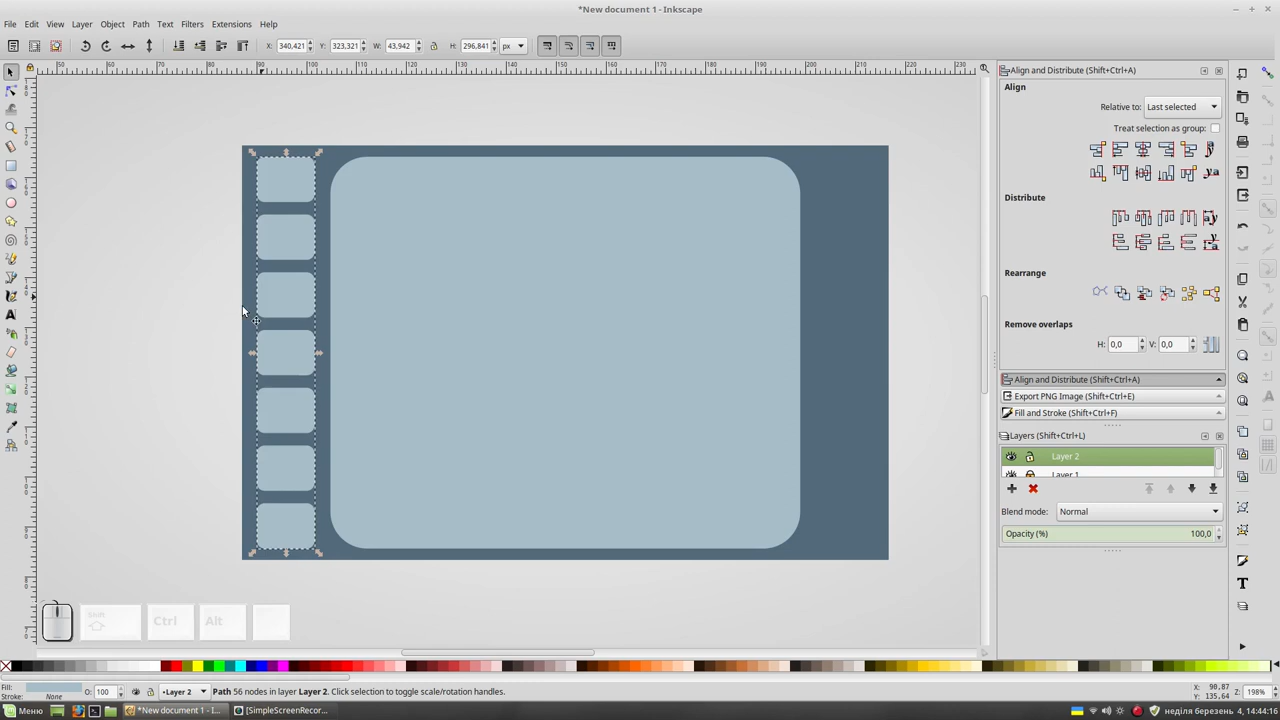 *New document 1 - Inkscape
File Edit View Layer Object Path Text Filters Extensions Help
X: 340,421 Y: 323,321 W: 43,942 H: 296,841 px
Align and Distribute (Shift+Ctrl+A)
Align
Relative to: Last selected
Treat selection as group:
Distribute
Rearrange
Remove overlaps
H: 0,0 V: 0,0
Align and Distribute (Shift+Ctrl+A)
Export PNG Image (Shift+Ctrl+E)
Fill and Stroke (Shift+Ctrl+F)
Layers (Shift+Ctrl+L)
Layer 2
Layer 1
Blend mode: Normal
Opacity (%) 100,0
Shift
Ctrl Alt
Fill:
Stroke: None
O: 100
•Layer 2
Path 56 nodes in layer Layer 2. Click selection to toggle scale/rotation handles.
X: 90,87
Y: 135,64
Z: 198%
Меню
*New document 1 - I...
[SimpleScreenRecor...
неділя березень 4, 14:44:16